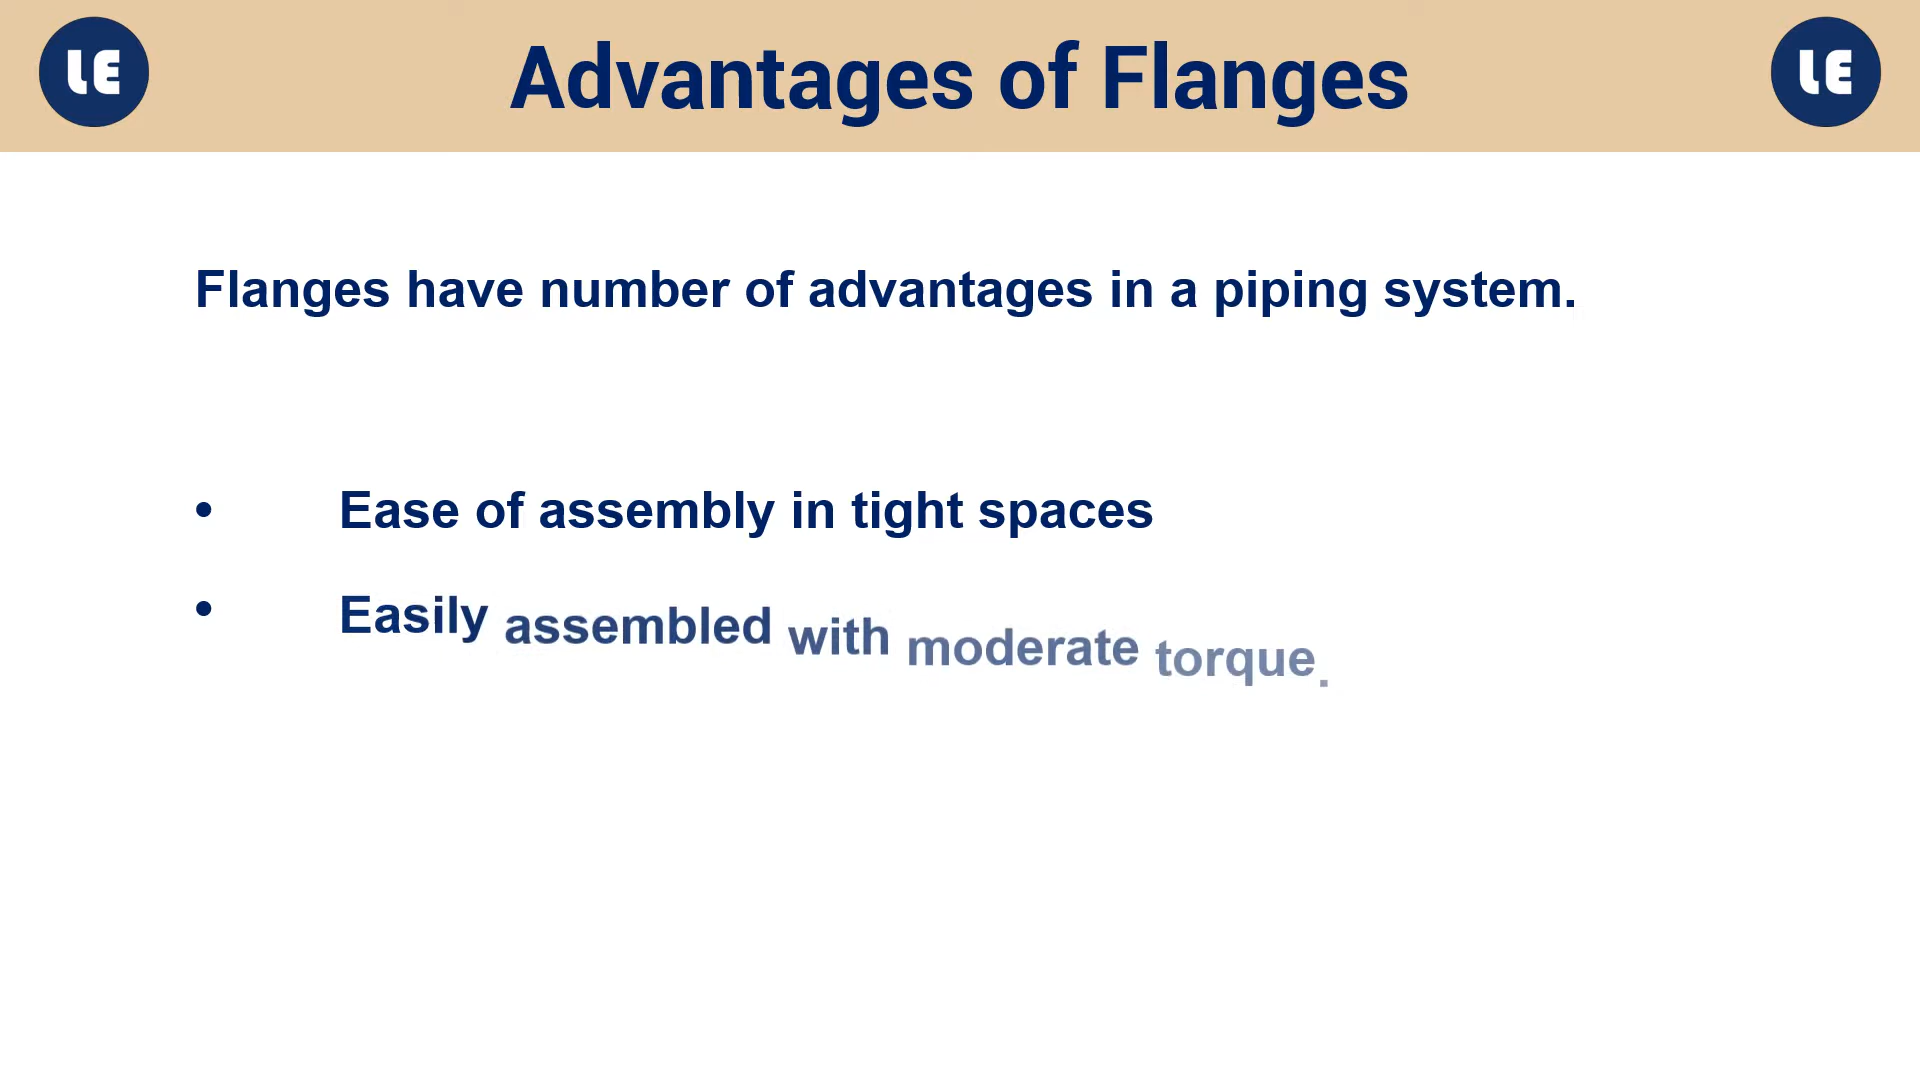 LE Advantages of Flanges LE
Flanges have number of advantages in a piping system.
• Ease of assembly in tight spaces
• Easily assembled with moderate torque.